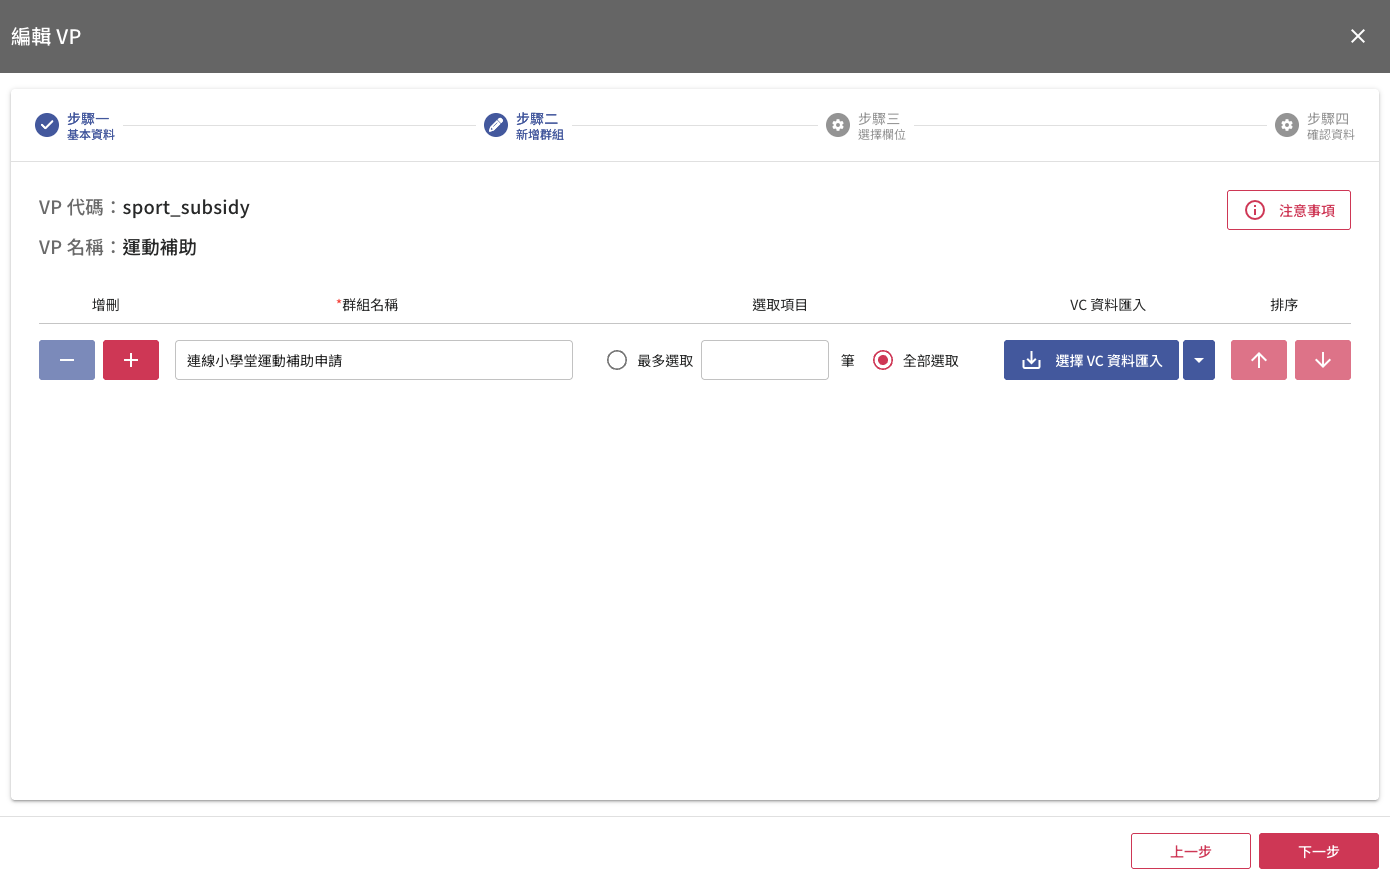 編輯 VP
步驟一
基本資料
步驟二
新增群組
步驟三
選擇欄位
步驟四
確認資料
VP 代碼：sport_subsidy
注意事項
VP 名稱：運動補助
增刪 *群組名稱 選取項目 VC 資料匯入 排序
連線小學堂運動補助申請 最多選取 筆 全部選取 選擇 VC 資料匯入
上一步 下一步